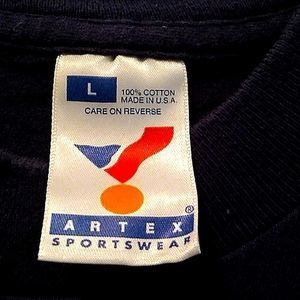 L
100% COTTON
MADE IN U.S.A.
CARE ON REVERSE
®
ARTEX
SPORTSWEAR